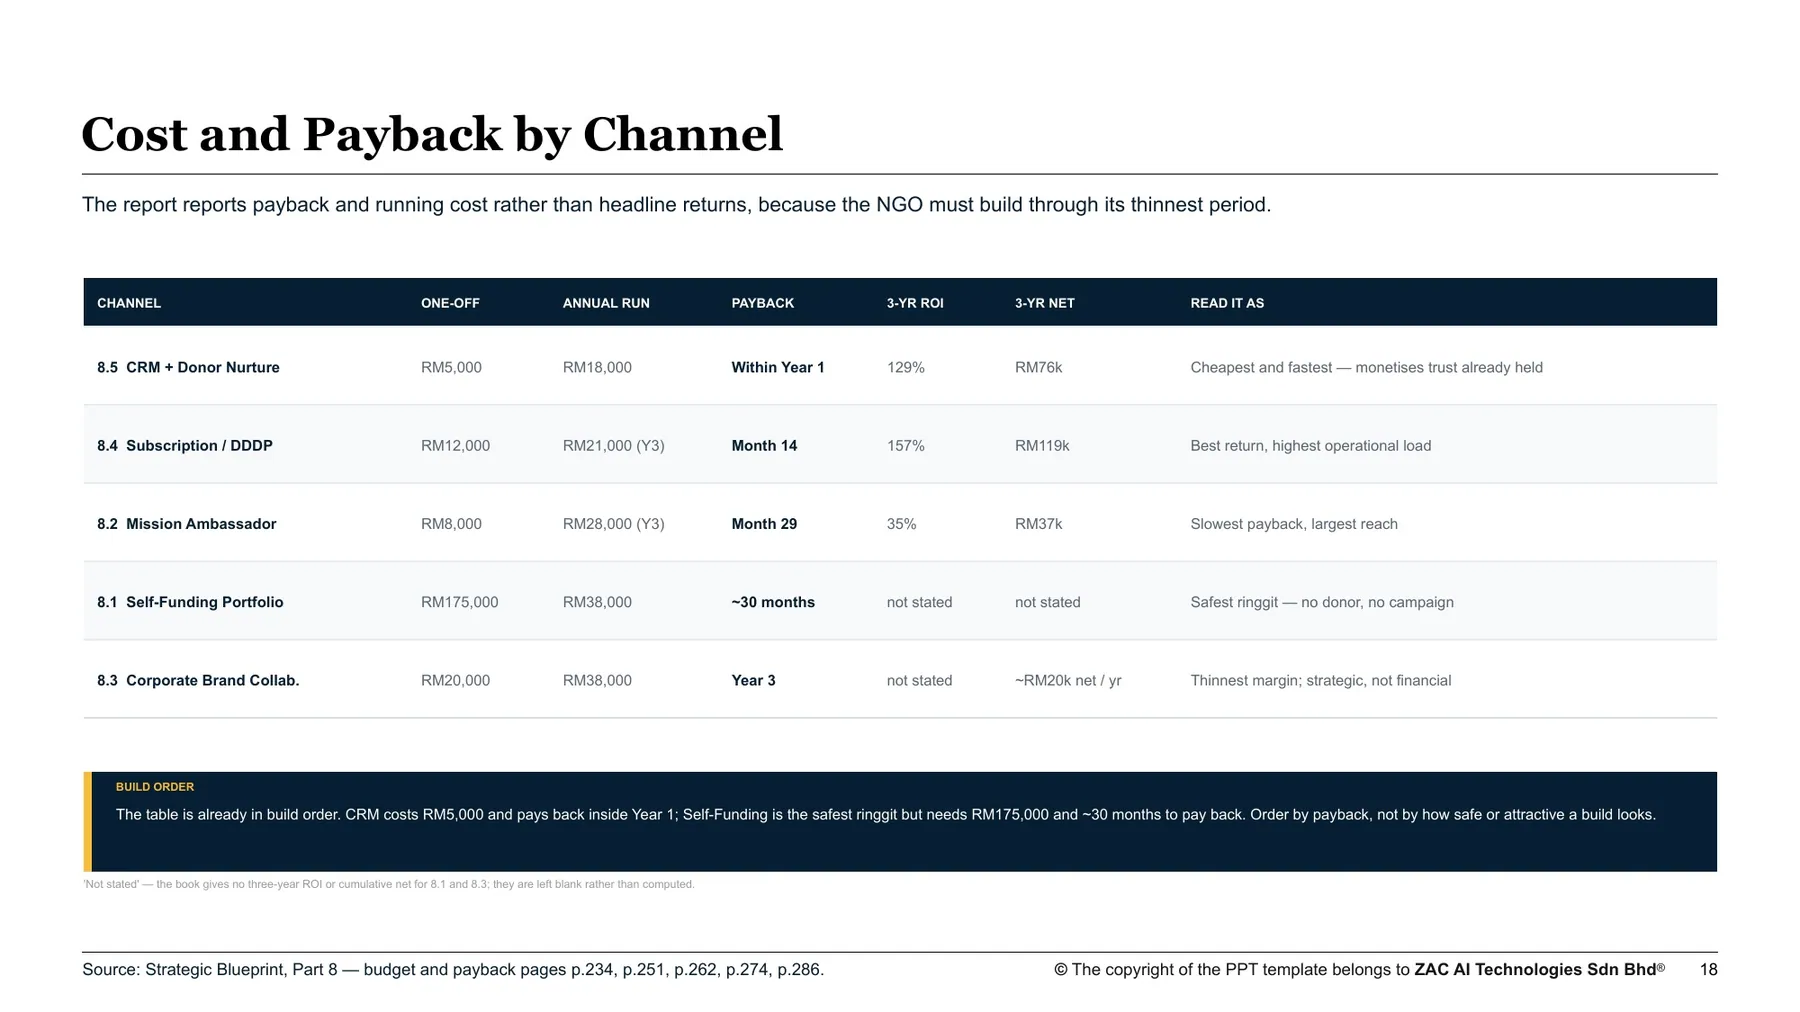 Cost and Payback by Channel
The report reports payback and running cost rather than headline returns, because the NGO must build through its thinnest period.
CHANNEL ONE-OFF ANNUAL RUN PAYBACK 3-YR ROI 3-YR NET READ IT AS
8.5 CRM + Donor Nurture RM5,000 RM18,000 Within Year 1 129% RM76k Cheapest and fastest — monetises trust already held
8.4 Subscription / DDDP RM12,000 RM21,000 (Y3) Month 14 157% RM119k Best return, highest operational load
8.2 Mission Ambassador RM8,000 RM28,000 (Y3) Month 29 35% RM37k Slowest payback, largest reach
8.1 Self-Funding Portfolio RM175,000 RM38,000 ~30 months not stated not stated Safest ringgit — no donor, no campaign
8.3 Corporate Brand Collab. RM20,000 RM38,000 Year 3 not stated ~RM20k net / yr Thinnest margin; strategic, not financial
BUILD ORDER
The table is already in build order. CRM costs RM5,000 and pays back inside Year 1; Self-Funding is the safest ringgit but needs RM175,000 and ~30 months to pay back. Order by payback, not by how safe or attractive a build looks.
'Not stated' — the book gives no three-year ROI or cumulative net for 8.1 and 8.3; they are left blank rather than computed.
Source: Strategic Blueprint, Part 8 — budget and payback pages p.234, p.251, p.262, p.274, p.286.
© The copyright of the PPT template belongs to ZAC AI Technologies Sdn Bhd® 18